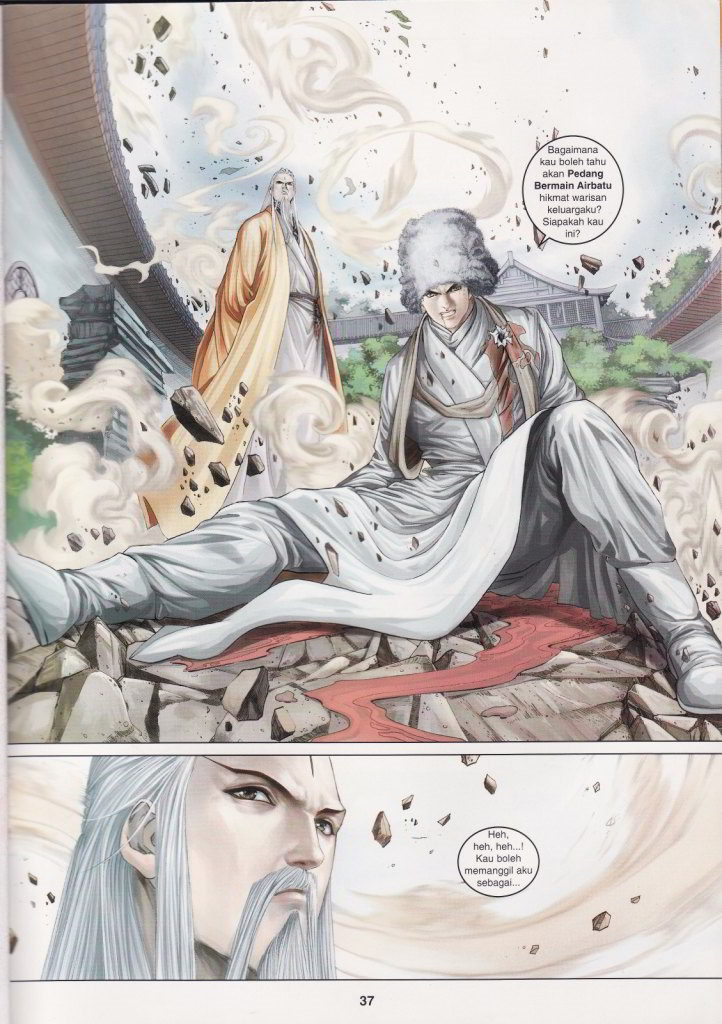 Bagaimana
kau boleh tahu
akan Pedang
Bermain Airbatu
hikmat warisan
keluargaku?
Siapakah kau
ini?
Heh,
heh, heh...!
Kau boleh
memanggil aku
sebagai...
37